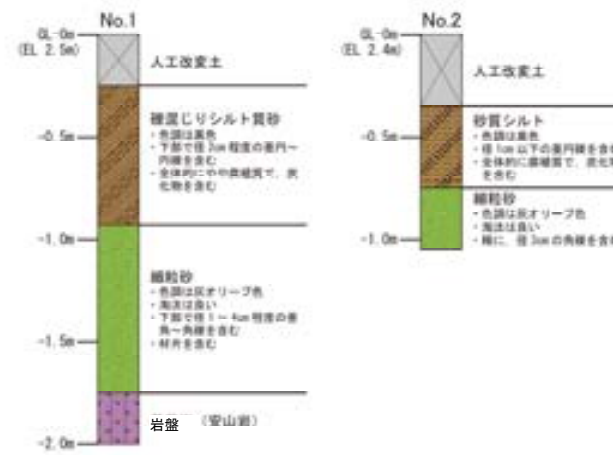 No.1
GL-0m
(EL 2.5m)
人工改変土
礫混じりシルト質砂
・色調は黒色
・下部で径2cm程度の亜円～
円礫を含む
・全体的にやや腐植質で、炭
化物を含む
-0.5m
-1.0m
細粒砂
・色調は灰オリーブ色
・淘汰は良い
・下部で径1～4cm程度の亜
角～角礫を含む
・材片を含む
-1.5m
岩盤 (安山岩)
-2.0m
No.2
GL-0m
(EL 2.4m)
人工改変土
砂質シルト
・色調は黒色
・径1cm以下の亜円礫を含
・全体的に腐植質で、炭化
を含む
-0.5m
細粒砂
・色調は灰オリーブ色
・淘汰は良い
・稀に、径3cmの角礫を含
-1.0m